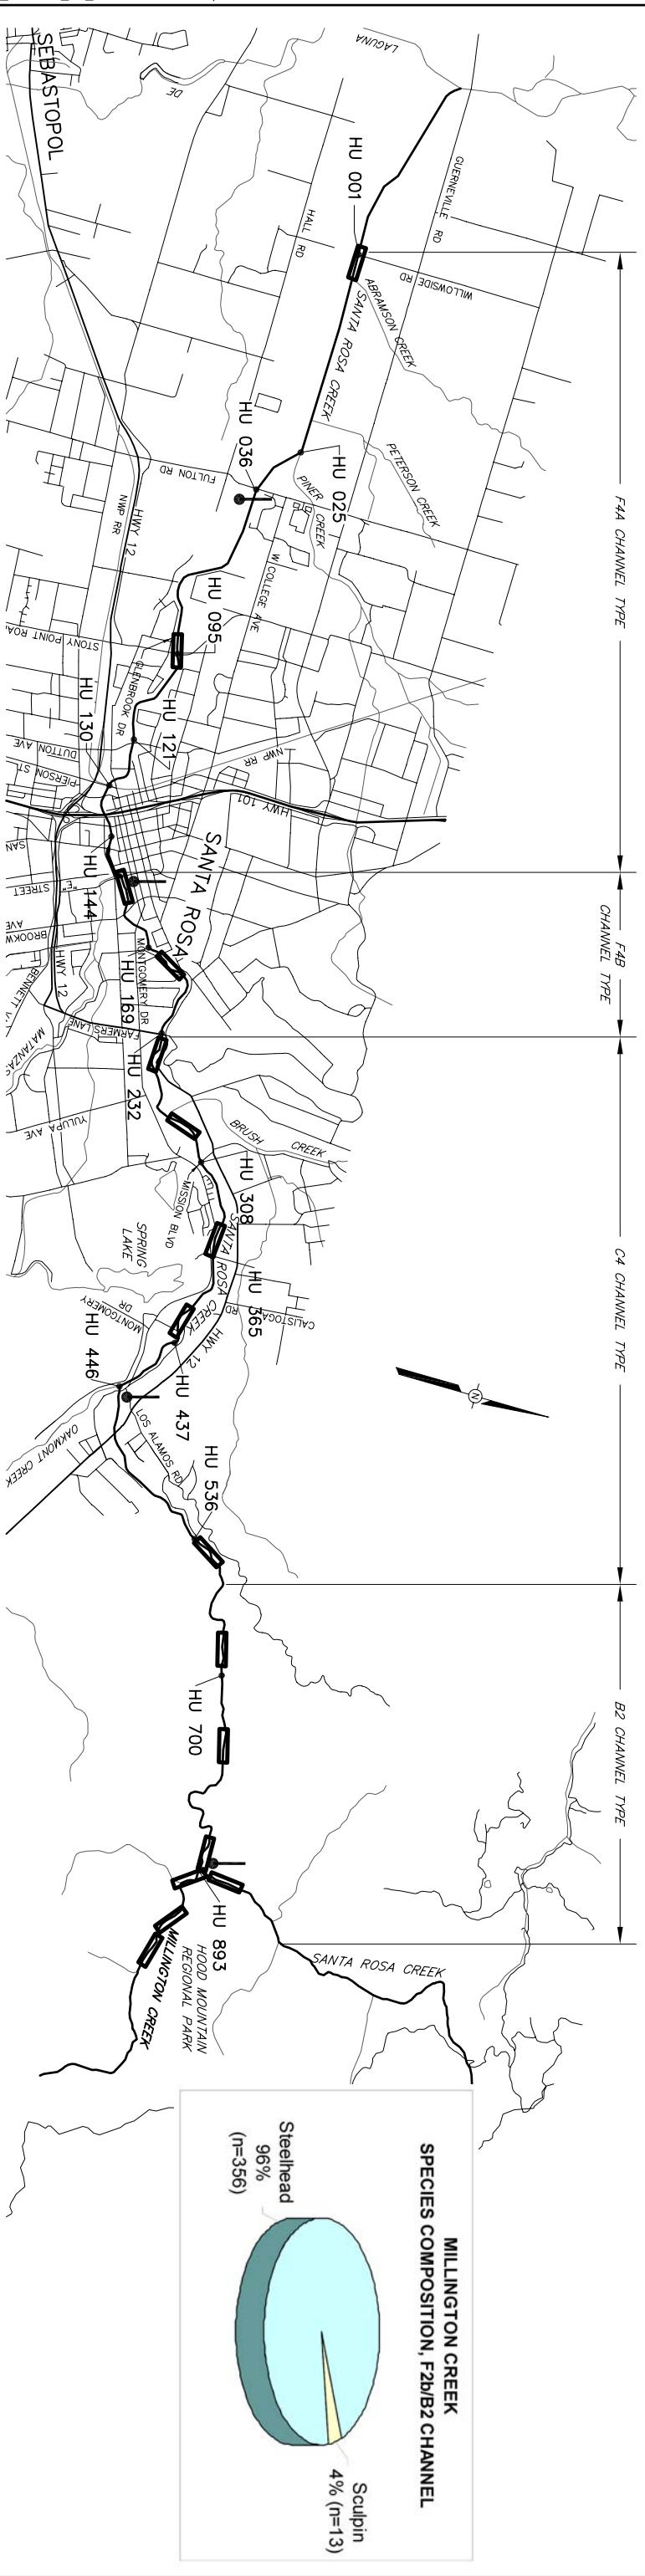 SEBASTOPOL
DE
LAGUNA
HU 001
GUERNEVILLE RD
HALL
RD
WILLOWSIDE RD
ABRAMSON CREEK
SANTA ROSA CREEK
F4A CHANNEL TYPE
PETERSON CREEK
HU 036
HU 025
PINER
CREEK
FULTON RD
HWY 12
NWP RR
W COLLEGE AVE
HU 095
STONY POINT ROA
GLENBROOK DR
HU 121
HU 130
DUTTON AVE
PIERSON ST
NWP RR
HWY 101
SAN
SANTA ROSA
HU 144
"E"
STREET
BROOKW
AVE
F4B
CHANNEL TYPE
HWY 12
BENNETT V
MONTGOMERY DR
HU 169
MATANZAS
FARMERS LANE
HU 232
YULUPA AVE
BRUSH CREEK
HU 308
MISSION BLVD
SPRING
LAKE
SANTA ROSA CREEK
C4 CHANNEL TYPE
HU 365
CALISTOGA
RD
MONTGOMERY
DR
HWY 12
HU 446
HU 437
N
LOS ALAMOS RD
OAKMONT CREEK
HU 536
HU 700
B2 CHANNEL TYPE
HU 893
HOOD MOUNTAIN
REGIONAL PARK
MILLINGTON CREEK
SANTA ROSA CREEK
MILLINGTON CREEK
SPECIES COMPOSITION, F2b/B2 CHANNEL
Steelhead
96%
(n=356)
Sculpin
4% (n=13)